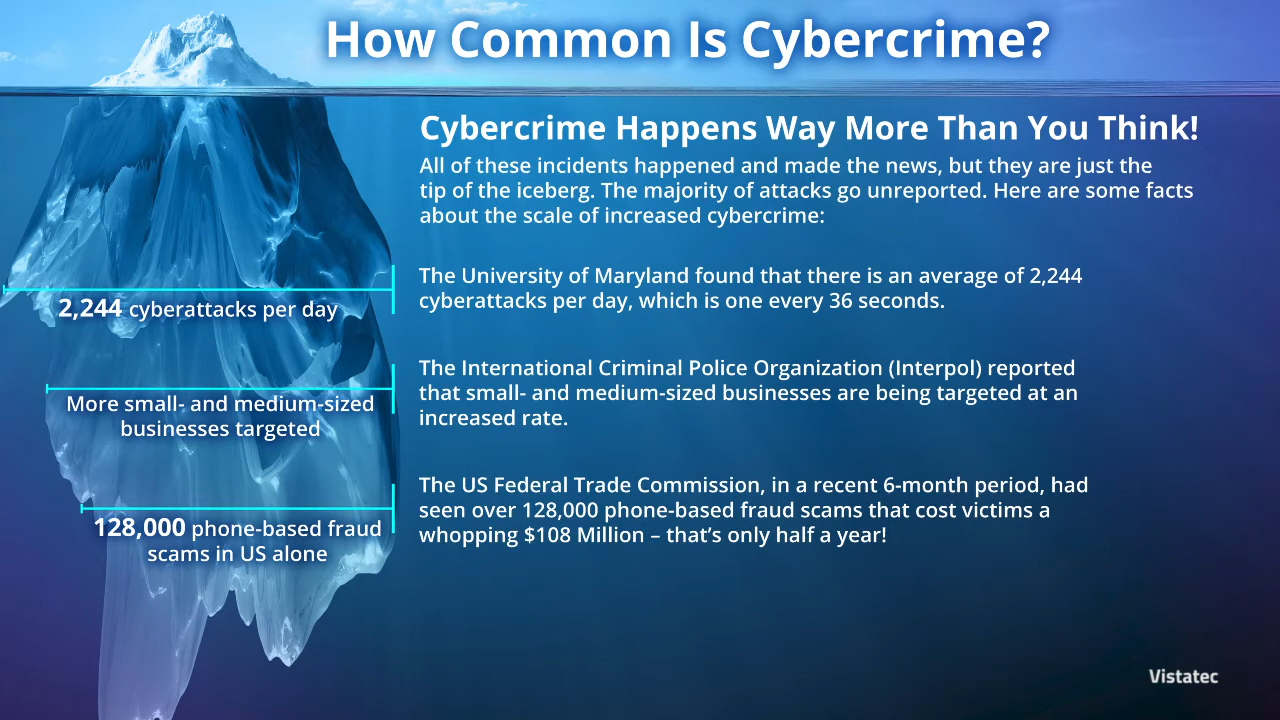 How Common Is Cybercrime?
Cybercrime Happens Way More Than You Think!
All of these incidents happened and made the news, but they are just the
tip of the iceberg. The majority of attacks go unreported. Here are some facts
about the scale of increased cybercrime:
2,244 cyberattacks per day
The University of Maryland found that there is an average of 2,244
cyberattacks per day, which is one every 36 seconds.
More small- and medium-sized
businesses targeted
The International Criminal Police Organization (Interpol) reported
that small- and medium-sized businesses are being targeted at an
increased rate.
128,000 phone-based fraud
scams in US alone
The US Federal Trade Commission, in a recent 6-month period, had
seen over 128,000 phone-based fraud scams that cost victims a
whopping $108 Million – that’s only half a year!
Vistatec